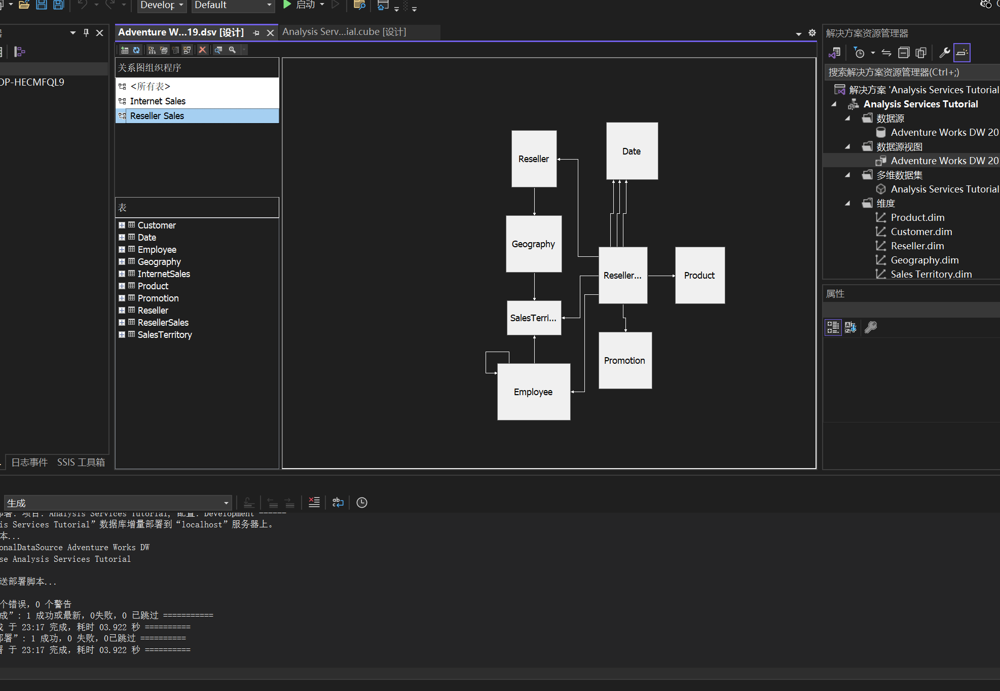 Develop
Default
启动
Adventure W...19.dsv [设计]
Analysis Serv...ial.cube [设计]
OP-HECMFQL9
日志事件
SSIS 工具箱
关系图组织程序
<所有表>
Internet Sales
Reseller Sales
表
Customer
Date
Employee
Geography
InternetSales
Product
Promotion
Reseller
ResellerSales
SalesTerritory
Reseller
Date
Geography
Reseller...
Product
SalesTerri...
Promotion
Employee
解决方案资源管理器
搜索解决方案资源管理器(Ctrl+;)
解决方案 'Analysis Services Tutorial
Analysis Services Tutorial
数据源
Adventure Works DW 20
数据源视图
Adventure Works DW 20
多维数据集
Analysis Services Tutorial
维度
Product.dim
Customer.dim
Reseller.dim
Geography.dim
Sales Territory.dim
属性
生成
部署: 项目: Analysis Services Tutorial, 配置: Development ------
is Services Tutorial”数据库增量部署到“localhost”服务器上。
本...
onalDataSource Adventure Works DW
se Analysis Services Tutorial
送部署脚本...
个错误，0 个警告
成”: 1 成功或最新，0失败，0 已跳过 ===========
于 23:17 完成，耗时 03.922 秒 ==========
部署”: 1 成功，0 失败，0已跳过 ==========
于 23:17 完成，耗时 03.922 秒 ==========